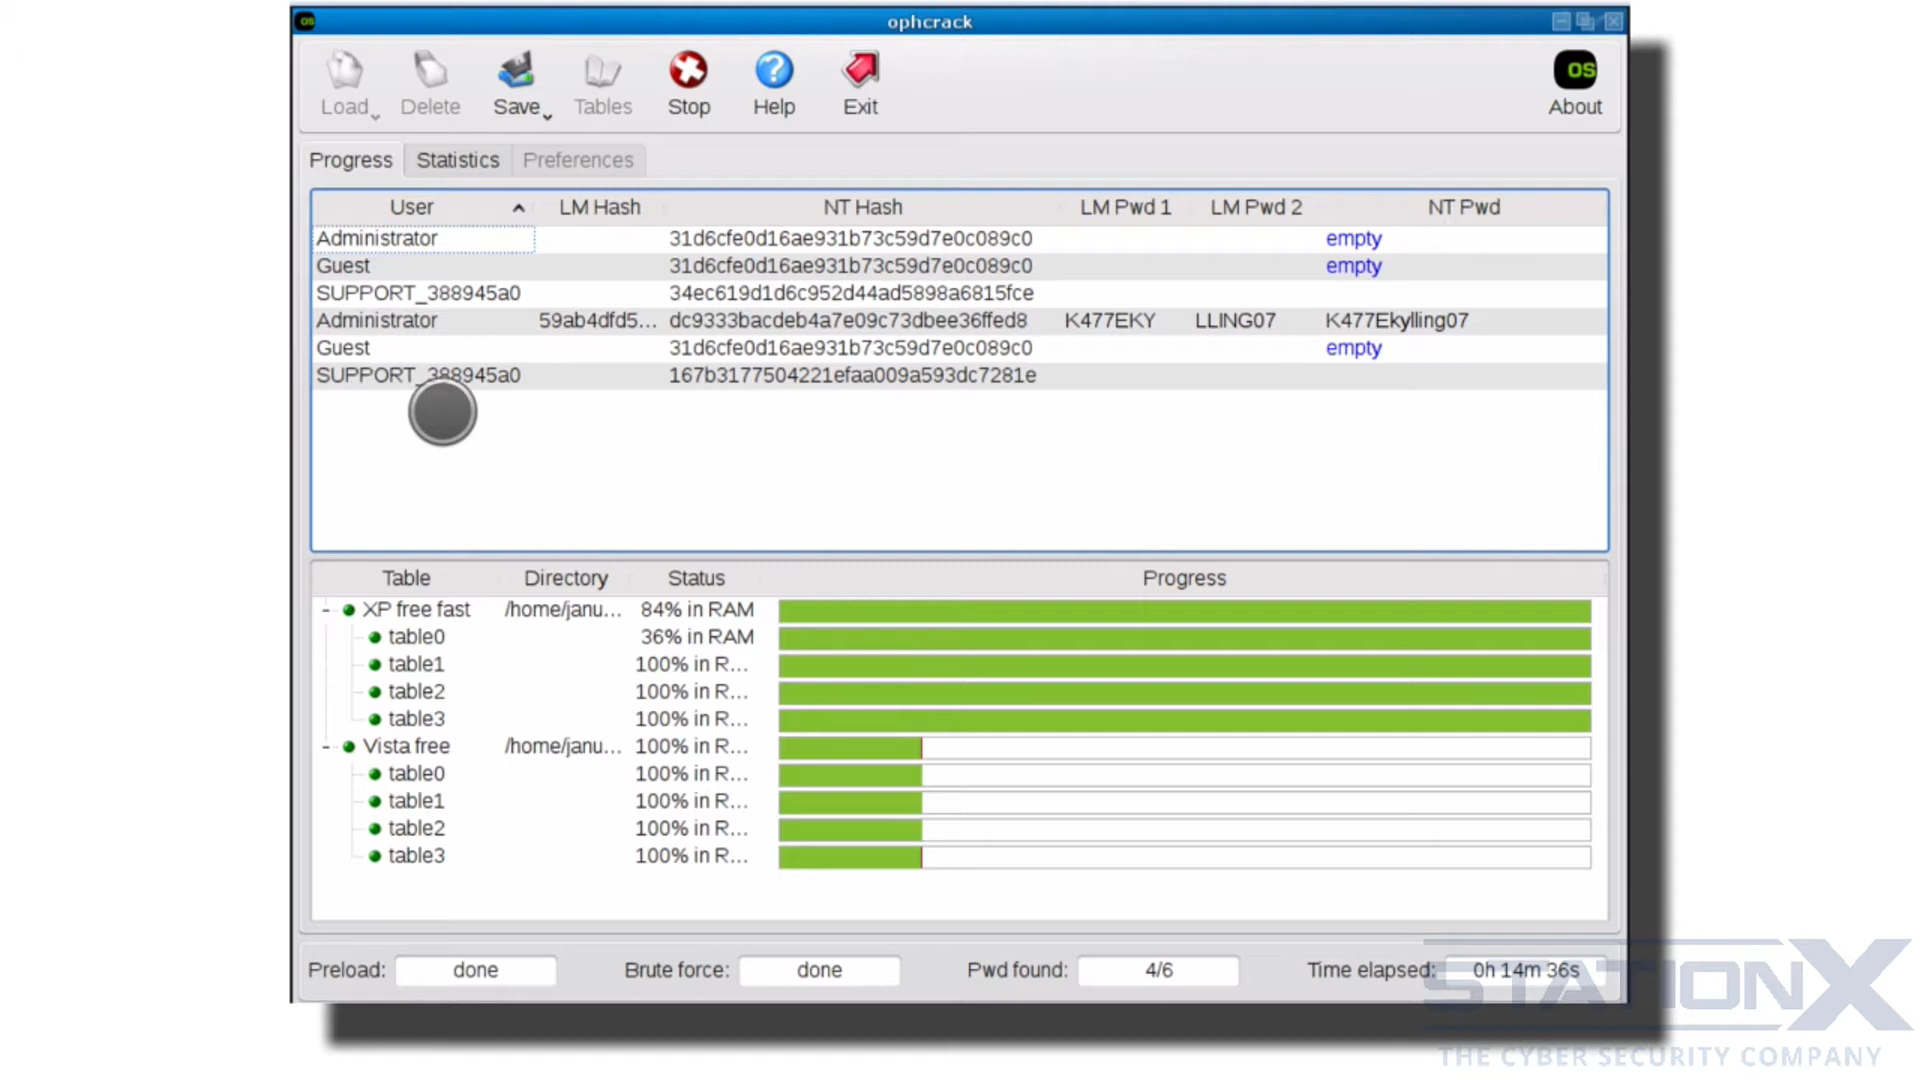 os ophcrack
Load Delete Save Tables Stop Help Exit OS About
Progress Statistics Preferences
User LM Hash NT Hash LM Pwd 1 LM Pwd 2 NT Pwd
Administrator 31d6cfe0d16ae931b73c59d7e0c089c0 empty
Guest 31d6cfe0d16ae931b73c59d7e0c089c0 empty
SUPPORT_388945a0 34ec619d1d6c952d44ad5898a6815fce
Administrator 59ab4dfd5... dc9333bacdeb4a7e09c73dbee36ffed8 K477EKY LLING07 K477Ekylling07
Guest 31d6cfe0d16ae931b73c59d7e0c089c0 empty
SUPPORT_388945a0 167b3177504221efaa009a593dc7281e
Table Directory Status Progress
XP free fast /home/janu... 84% in RAM
table0 36% in RAM
table1 100% in R...
table2 100% in R...
table3 100% in R...
Vista free /home/janu... 100% in R...
table0 100% in R...
table1 100% in R...
table2 100% in R...
table3 100% in R...
Preload: done Brute force: done Pwd found: 4/6 Time elapsed: 0h 14m 36s
STATIONX
THE CYBER SECURITY COMPANY